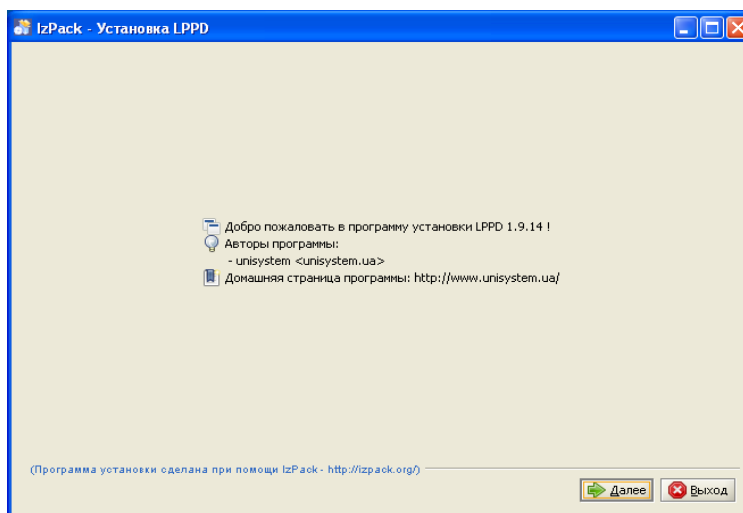 IzPack - Установка LPPD
Добро пожаловать в программу установки LPPD 1.9.14 !
Авторы программы:
- unisystem <unisystem.ua>
Домашняя страница программы: http://www.unisystem.ua/
(Программа установки сделана при помощи IzPack - http://izpack.org/)
Далее Выход